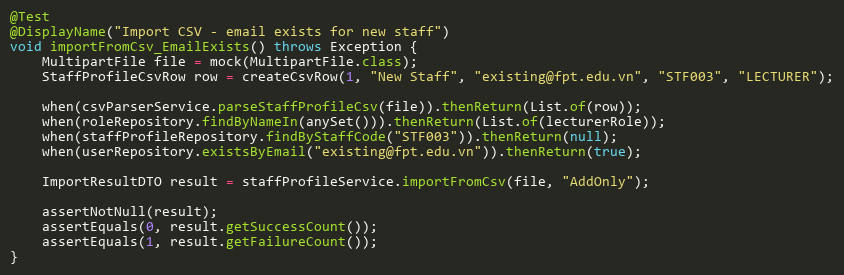 @Test
@DisplayName("Import CSV - email exists for new staff")
void importFromCsv_EmailExists() throws Exception {
    MultipartFile file = mock(MultipartFile.class);
    StaffProfileCsvRow row = createCsvRow(1, "New Staff", "existing@fpt.edu.vn", "STF003", "LECTURER");

    when(csvParserService.parseStaffProfileCsv(file)).thenReturn(List.of(row));
    when(roleRepository.findByNameIn(anySet())).thenReturn(List.of(lecturerRole));
    when(staffProfileRepository.findByStaffCode("STF003")).thenReturn(null);
    when(userRepository.existsByEmail("existing@fpt.edu.vn")).thenReturn(true);

    ImportResultDTO result = staffProfileService.importFromCsv(file, "AddOnly");

    assertNotNull(result);
    assertEquals(0, result.getSuccessCount());
    assertEquals(1, result.getFailureCount());
}